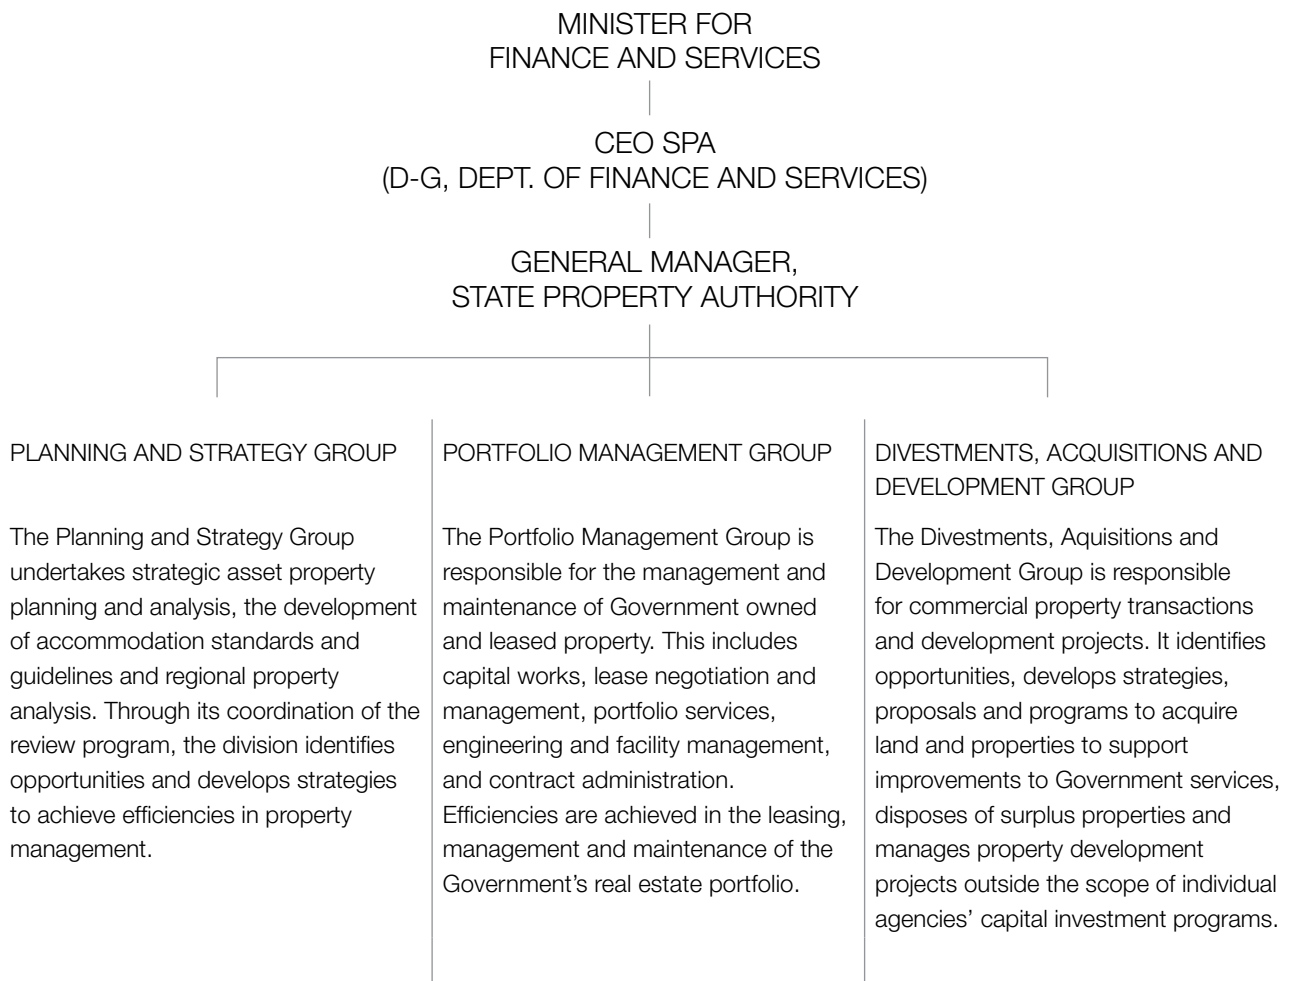 MINISTER FOR
FINANCE AND SERVICES
CEO SPA
(D-G, DEPT. OF FINANCE AND SERVICES)
GENERAL MANAGER,
STATE PROPERTY AUTHORITY
PLANNING AND STRATEGY GROUP
The Planning and Strategy Group
undertakes strategic asset property
planning and analysis, the development
of accommodation standards and
guidelines and regional property
analysis. Through its coordination of the
review program, the division identifies
opportunities and develops strategies
to achieve efficiencies in property
management.
PORTFOLIO MANAGEMENT GROUP
The Portfolio Management Group is
responsible for the management and
maintenance of Government owned
and leased property. This includes
capital works, lease negotiation and
management, portfolio services,
engineering and facility management,
and contract administration.
Efficiencies are achieved in the leasing,
management and maintenance of the
Government’s real estate portfolio.
DIVESTMENTS, ACQUISITIONS AND
DEVELOPMENT GROUP
The Divestments, Aquisitions and
Development Group is responsible
for commercial property transactions
and development projects. It identifies
opportunities, develops strategies,
proposals and programs to acquire
land and properties to support
improvements to Government services,
disposes of surplus properties and
manages property development
projects outside the scope of individual
agencies’ capital investment programs.